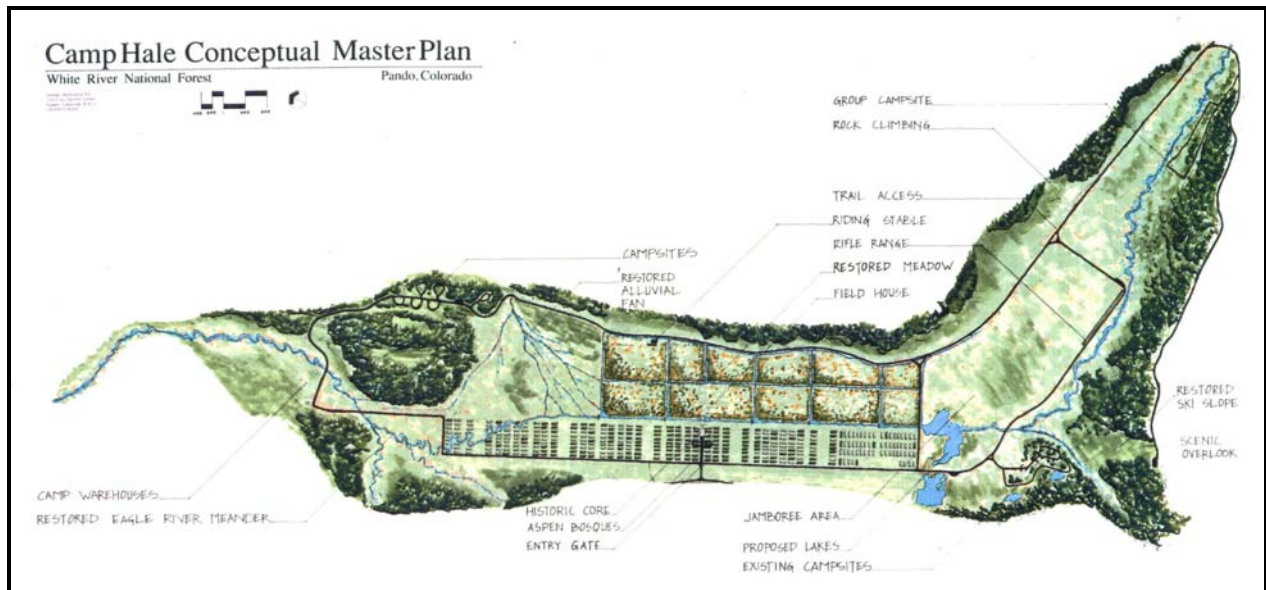 Camp Hale Conceptual Master Plan
White River National Forest
Pando, Colorado
GROUP CAMPSITE
ROCK CLIMBING
TRAIL ACCESS
RIDING STABLE
RIFLE RANGE
RESTORED MEADOW
FIELD HOUSE
CAMPSITES
RESTORED
ALLUVIAL
FAN
RESTORED
SKI SLOPE
SCENIC
OVERLOOK
CAMP WAREHOUSES
RESTORED EAGLE RIVER MEANDER
HISTORIC CORE
ASPEN BOSQUES
ENTRY GATE
JAMBOREE AREA
PROPOSED LAKES
EXISTING CAMPSITES